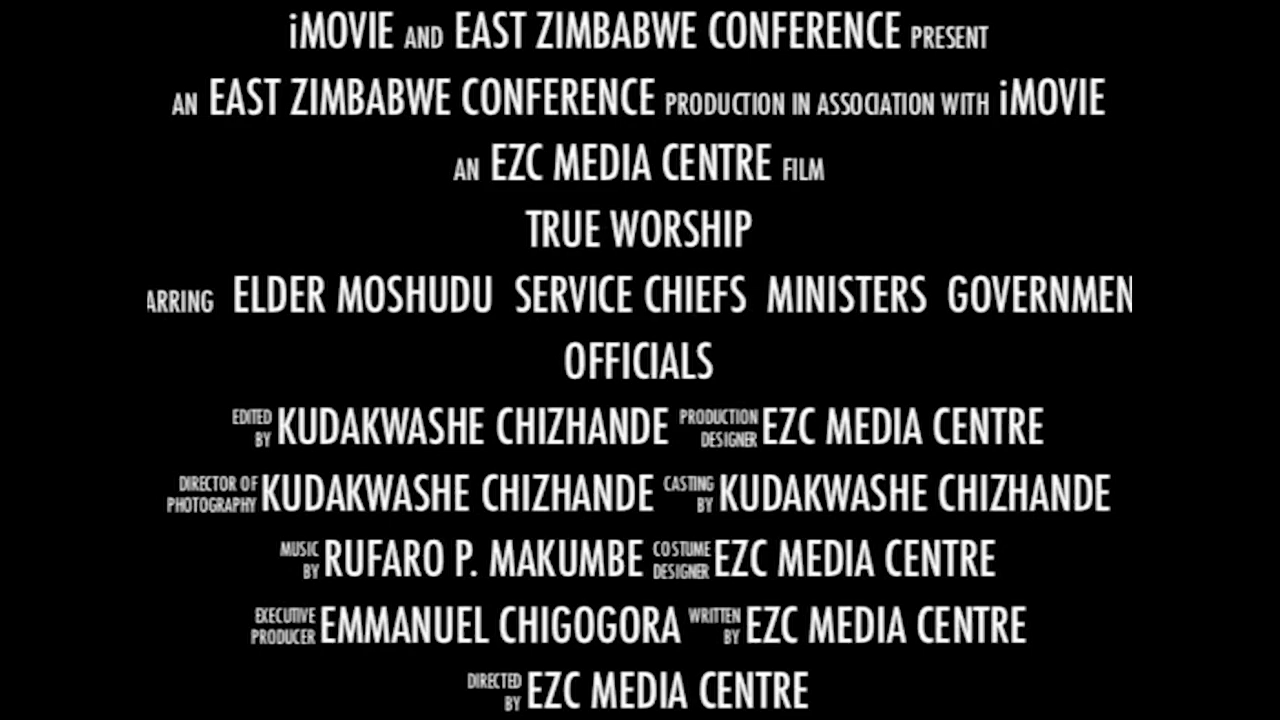 iMOVIE AND EAST ZIMBABWE CONFERENCE PRESENT
AN EAST ZIMBABWE CONFERENCE PRODUCTION IN ASSOCIATION WITH iMOVIE
AN EZC MEDIA CENTRE FILM
TRUE WORSHIP
ARRING ELDER MOSHUDU SERVICE CHIEFS MINISTERS GOVERNMEN
OFFICIALS
EDITED BY KUDAKWASHE CHIZHANDE PRODUCTION DESIGNER EZC MEDIA CENTRE
DIRECTOR OF PHOTOGRAPHY KUDAKWASHE CHIZHANDE CASTING BY KUDAKWASHE CHIZHANDE
MUSIC BY RUFARO P. MAKUMBE COSTUME DESIGNER EZC MEDIA CENTRE
EXECUTIVE PRODUCER EMMANUEL CHIGOGORA WRITTEN BY EZC MEDIA CENTRE
DIRECTED BY EZC MEDIA CENTRE